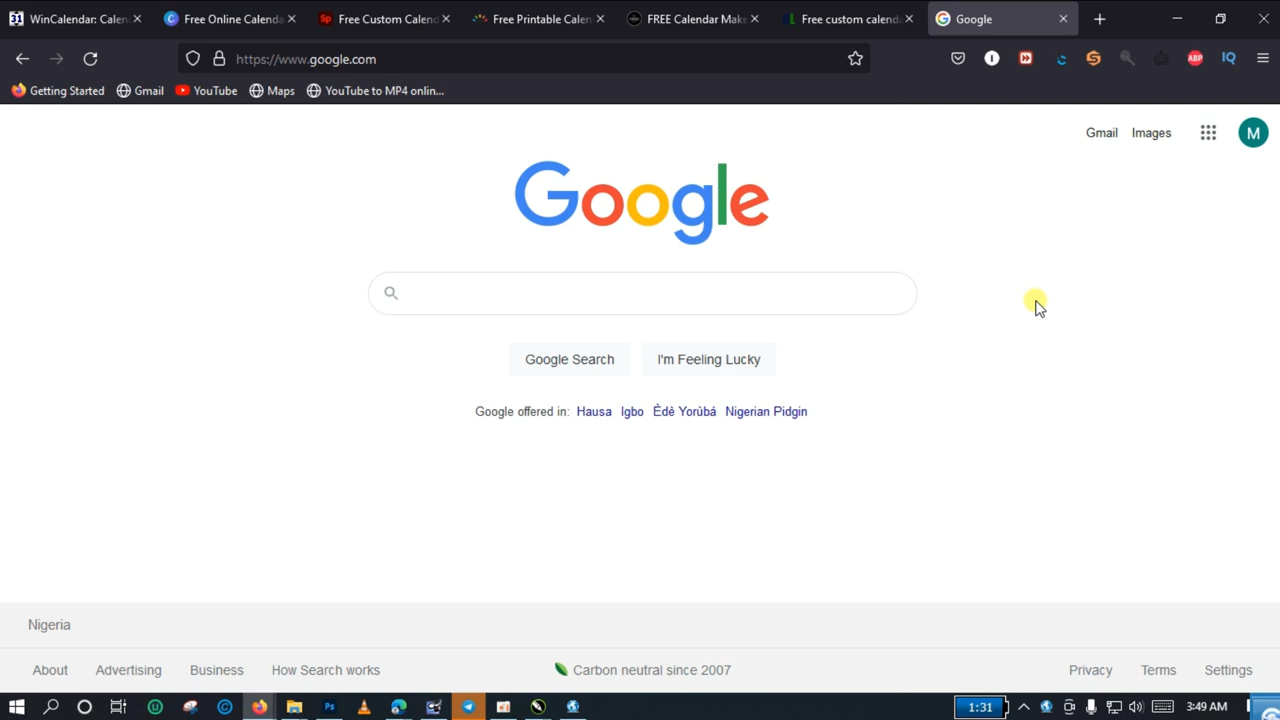 WinCalendar: Calen
Free Online Calenda
Free Custom Calend
Free Printable Calen
FREE Calendar Make
Free custom calenda
Google
https://www.google.com
Getting Started
Gmail
YouTube
Maps
YouTube to MP4 onlin...
ABP
IQ
Gmail
Images
M
Google
Google Search
I'm Feeling Lucky
Google offered in: Hausa Igbo Èdè Yorùbá Nigerian Pidgin
Nigeria
About
Advertising
Business
How Search works
Carbon neutral since 2007
Privacy
Terms
Settings
1:31
3:49 AM